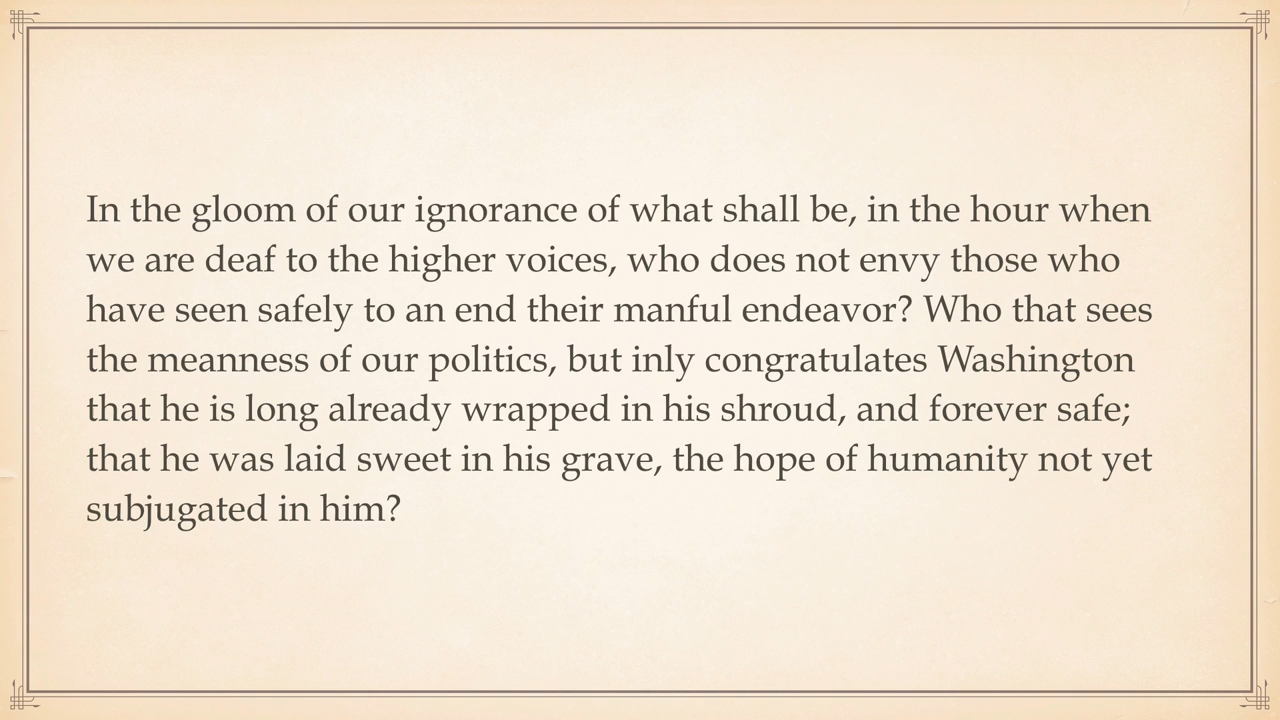 In the gloom of our ignorance of what shall be, in the hour when
we are deaf to the higher voices, who does not envy those who
have seen safely to an end their manful endeavor? Who that sees
the meanness of our politics, but inly congratulates Washington
that he is long already wrapped in his shroud, and forever safe;
that he was laid sweet in his grave, the hope of humanity not yet
subjugated in him?